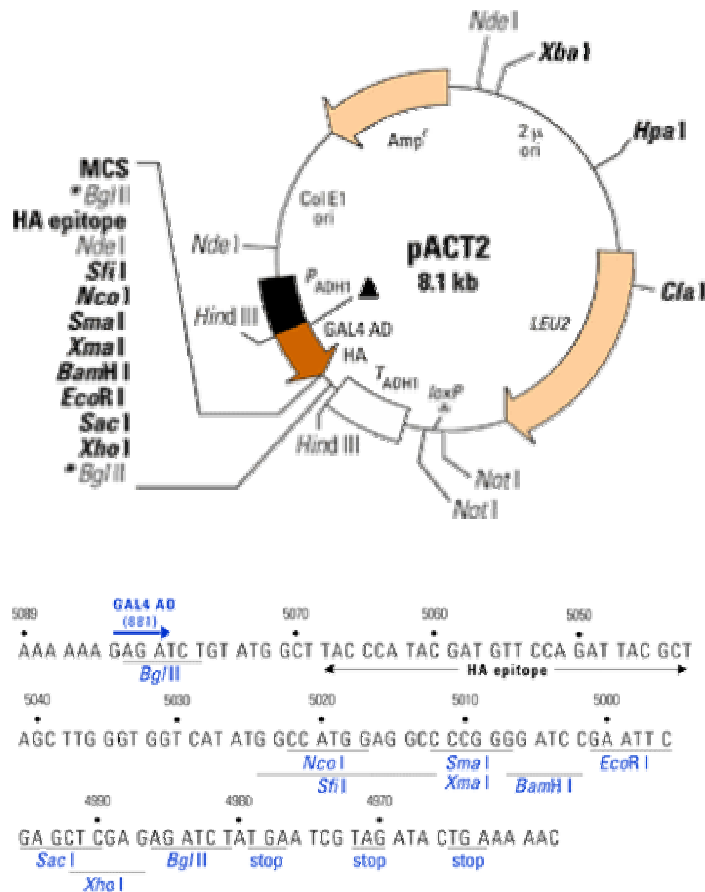 Nde I
Xba I
Amp r
2 μ
ori
Hpa I
MCS
* Bgl II
HA epitope
Nde I
Sfi I
Nco I
Sma I
Xma I
BamH I
EcoR I
Sac I
Xho I
* Bgl II
Col E1
ori
Nde I
pACT2
8.1 kb
P ADH1
Cla I
LEU2
Hind III
GAL4 AD
HA
T ADH1
loxP
Hind III
Not I
Not I
5089 GAL4 AD 5070 5060 5050
(881)
AAA AAA GAG ATC TGT ATG GCT TAC CCA TAC GAT GTT CCA GAT TAC GCT
Bgl II HA epitope
5040 5030 5020 5010 5000
AGC TTG GGT GGT CAT ATG GCC ATG GAG GCC CCG GGG ATC CGA ATT C
Nco I Sma I EcoR I
Sfi I Xma I BamH I
4990 4980 4970
GA GCT CGA GAG ATC TAT GAA TCG TAG ATA CTG AAA AAC
Sac I Bgl II stop stop stop
Xho I